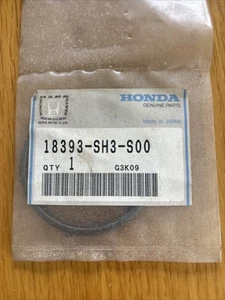 HONDA
GENUINE PARTS
Made in JAPAN
18393-SH3-S00
QTY 1 G3K09